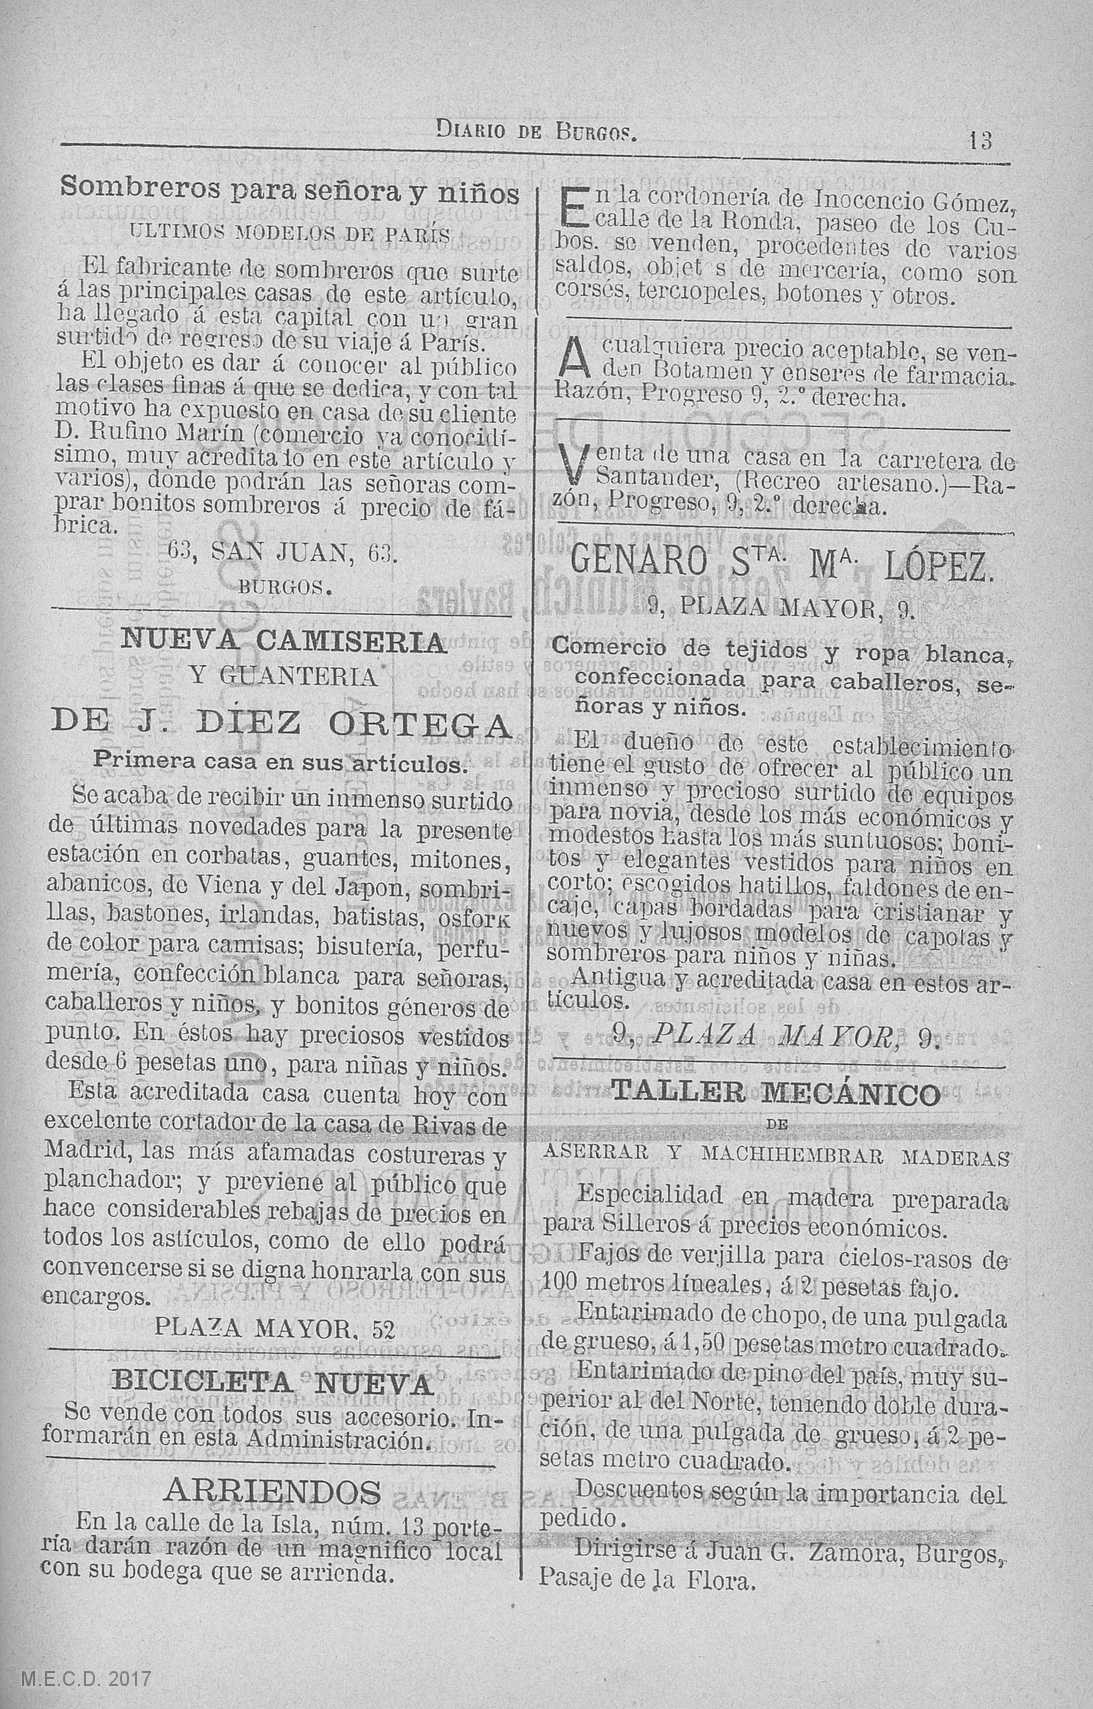 DIARIO DE BURGOS.
13
Sombreros para señora y niños
ULTIMOS MODELOS DE PARÍS
El fabricante de sombreros que surte
á las principales casas de este artículo,
ha llegado á esta capital con un gran
surtido de regreso de su viaje á París.
El objeto es dar á conocer al público
las clases finas á que se dedica, y con tal
motivo ha expuesto en casa de su cliente
D. Rufino Marín (comercio ya conocidí-
simo, muy acreditado en este artículo y
varios), donde podrán las señoras com-
prar bonitos sombreros á precio de fá-
brica.
63, SAN JUAN, 63.
BURGOS.
NUEVA CAMISERIA
Y GUANTERIA
DE J. DÍEZ ORTEGA
Primera casa en sus artículos.
Se acaba de recibir un inmenso surtido
de últimas novedades para la presente
estación en corbatas, guantes, mitones,
abanicos, de Viena y del Japon, sombri-
llas, bastones, irlandas, batistas, osfork
de color para camisas; bisutería, perfu-
mería, confección blanca para señoras,
caballeros y niños, y bonitos géneros de
punto. En éstos hay preciosos vestidos
desde 6 pesetas uno, para niñas y niños.
Esta acreditada casa cuenta hoy con
excelente cortador de la casa de Rivas de
Madrid, las más afamadas costureras y
planchador; y previene al público que
hace considerables rebajas de precios en
todos los astículos, como de ello podrá
convencerse si se digna honrarla con sus
encargos.
PLAZA MAYOR, 52
BICICLETA NUEVA
Se vende con todos sus accesorio. In-
formarán en esta Administración.
ARRIENDOS
En la calle de la Isla, núm. 13 porte-
ría darán razón de un magnifico local
con su bodega que se arrienda.
En la cordonería de Inocencio Gómez,
calle de la Ronda, paseo de los Cu-
bos. se venden, procedentes de varios
saldos, objet s de mercería, como son
corsés, terciopeles, botones y otros.
A cualquiera precio aceptable, se ven-
den Botamen y enseres de farmacia.
Razón, Progreso 9, 2.º derecha.
Venta de una casa en la carretera de
Santander, (Recreo artesano.)—Ra-
zón, Progreso, 9, 2.º derecha.
GENARO STA. MA. LÓPEZ.
9, PLAZA MAYOR, 9.
Comercio de tejidos y ropa blanca,
confeccionada para caballeros, se-
ñoras y niños.
El dueño de este establecimiento
tiene el gusto de ofrecer al público un
inmenso y precioso surtido de equipos
para novia, desde los más económicos y
modestos hasta los más suntuosos; boni-
tos y elegantes vestidos para niños en
corto; escogidos hatillos, faldones de en-
caje, capas bordadas para cristianar y
nuevos y lujosos modelos de capotas y
sombreros para niños y niñas.
Antigua y acreditada casa en estos ar-
tículos.
9, PLAZA MAYOR, 9.
TALLER MECÁNICO
DE
ASERRAR Y MACHIHEMBRAR MADERAS
Especialidad en madera preparada
para Silleros á precios económicos.
Fajos de verjilla para cielos-rasos de
100 metros líneales, á 2 pesetas fajo.
Entarimado de chopo, de una pulgada
de grueso, á 1,50 pesetas metro cuadrado.
Entarimado de pino del país, muy su-
perior al del Norte, teniendo doble dura-
ción, de una pulgada de grueso, á 2 pe-
setas metro cuadrado.
Descuentos según la importancia del
pedido.
Dirigirse á Juan G. Zamora, Burgos,
Pasaje de la Flora.
M.E.C.D. 2017